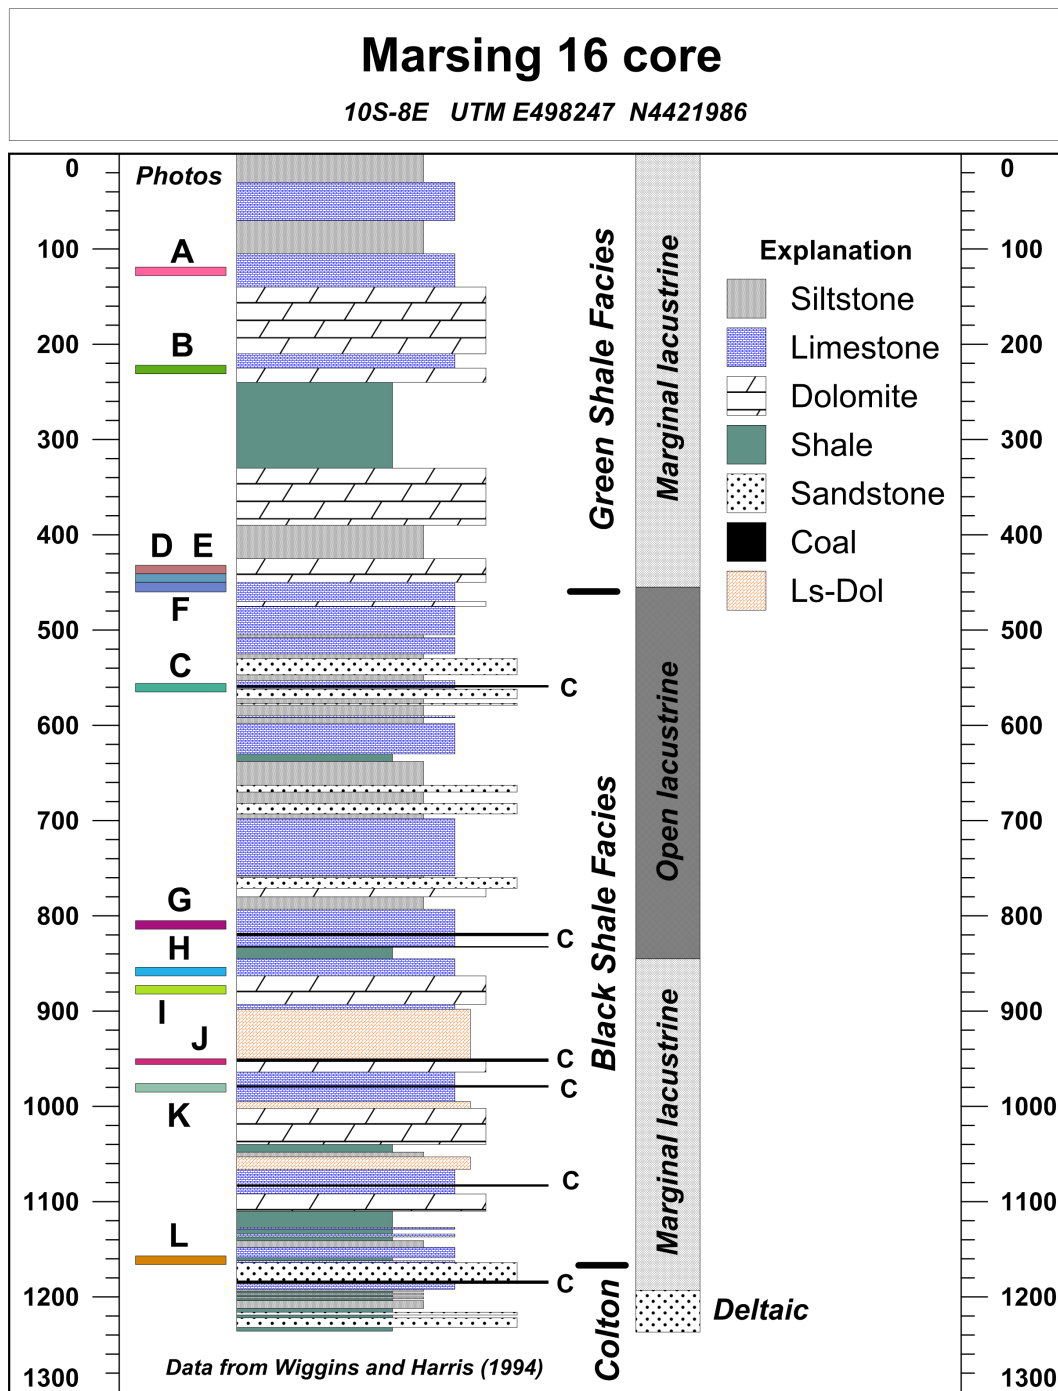 Marsing 16 core
10S-8E UTM E498247 N4421986
Photos
0
100
200
300
400
500
600
700
800
900
1000
1100
1200
1300
A
B
D E
F
C
G
H
I
J
K
L
C
C
C
C
C
C
Data from Wiggins and Harris (1994)
Green Shale Facies
Black Shale Facies
Colton
Marginal lacustrine
Open lacustrine
Marginal lacustrine
Deltaic
Explanation
Siltstone
Limestone
Dolomite
Shale
Sandstone
Coal
Ls-Dol
0
100
200
300
400
500
600
700
800
900
1000
1100
1200
1300